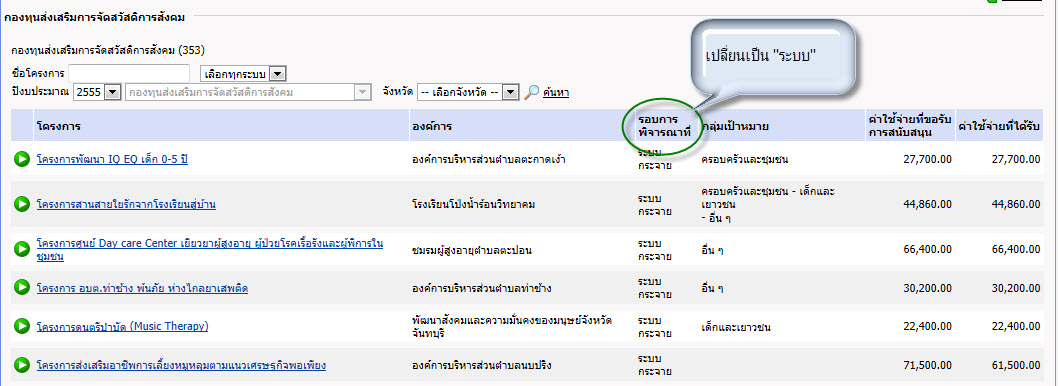 กองทุนส่งเสริมการจัดสวัสดิการสังคม
กองทุนส่งเสริมการจัดสวัสดิการสังคม (353)
เปลี่ยนเป็น "ระบบ"
ชื่อโครงการ เลือกทุกระบบ
ปีงบประมาณ 2555 กองทุนส่งเสริมการจัดสวัสดิการสังคม จังหวัด -- เลือกจังหวัด -- ค้นหา
โครงการ องค์การ รอบการพิจารณาที่ กลุ่มเป้าหมาย ค่าใช้จ่ายที่ขอรับการสนับสนุน ค่าใช้จ่ายที่ได้รับ
โครงการพัฒนา IQ EQ เด็ก 0-5 ปี องค์การบริหารส่วนตำบลตะกาดเง้า ระบบกระจาย ครอบครัวและชุมชน 27,700.00 27,700.00
โครงการสานสายใยรักจากโรงเรียนสู่บ้าน โรงเรียนโป่งน้ำร้อนวิทยาคม ระบบกระจาย ครอบครัวและชุมชน - เด็กและเยาวชน - อื่น ๆ 44,860.00 44,860.00
โครงการศูนย์ Day care Center เยียวยาผู้สูงอายุ ผู้ป่วยโรคเรื้อรังและผู้พิการในชุมชน ชมรมผู้สูงอายุตำบลตะปอน ระบบกระจาย อื่น ๆ 66,400.00 66,400.00
โครงการ อบต.ท่าช้าง พ้นภัย ห่างไกลยาเสพติด องค์การบริหารส่วนตำบลท่าช้าง ระบบกระจาย อื่น ๆ 30,200.00 30,200.00
โครงการดนตรีบำบัด (Music Therapy) พัฒนาสังคมและความมั่นคงของมนุษย์จังหวัดจันทบุรี ระบบกระจาย เด็กและเยาวชน 22,400.00 22,400.00
โครงการส่งเสริมอาชีพการเลี้ยงหมูหลุมตามแนวเศรษฐกิจพอเพียง องค์การบริหารส่วนตำบลนบปริง ระบบกระจาย 71,500.00 61,500.00